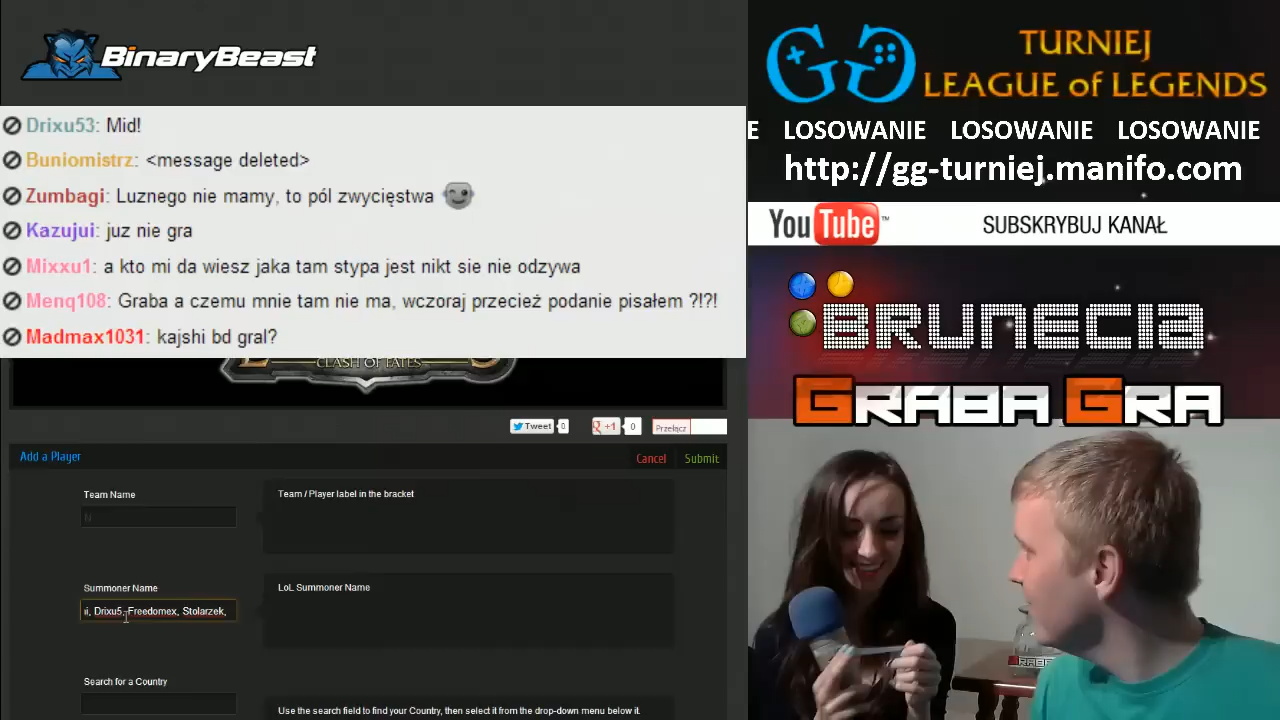 BinaryBeast
Drixu53: Mid!
Buniomistrz: <message deleted>
Zumbagi: Luznego nie mamy, to pól zwycięstwa
Kazujui: juz nie gra
Mixxu1: a kto mi da wiesz jaka tam stypa jest nikt sie nie odzywa
Menq108: Graba a czemu mnie tam nie ma, wczoraj przecież podanie pisałem ?!?!
Madmax1031: kajshi bd gral?
CLASH OF FATES
Tweet 0
g +1 0
Przełącz
Add a Player
Cancel Submit
Team Name
Team / Player label in the bracket
Summoner Name
LoL Summoner Name
ii, Drixu5, Freedomex, Stolarzek,
Search for a Country
Use the search field to find your Country, then select it from the drop-down menu below it.
GG
TURNIEJ
LEAGUE of LEGENDS
E LOSOWANIE LOSOWANIE LOSOWANIE
http://gg-turniej.manifo.com
YouTube™
SUBSKRYBUJ KANAŁ
BRUNECIA
GRABA GRA